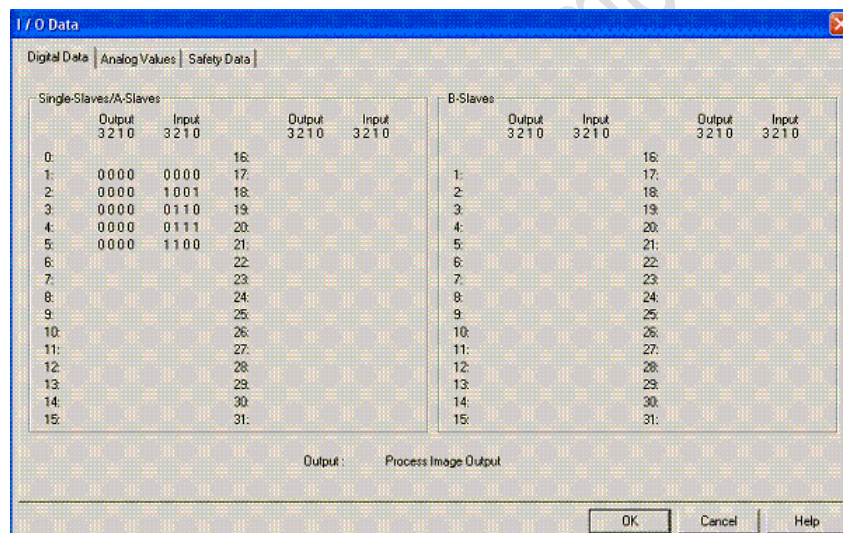 I / O Data
Digital Data Analog Values Safety Data
Single-Slaves/A-Slaves B-Slaves
Output Input Output Input Output Input Output Input
3 2 1 0 3 2 1 0 3 2 1 0 3 2 1 0 3 2 1 0 3 2 1 0 3 2 1 0 3 2 1 0
0: 16: 16:
1: 0 0 0 0 0 0 0 0 17: 1: 17:
2: 0 0 0 0 1 0 0 1 18: 2: 18:
3: 0 0 0 0 0 1 1 0 19: 3: 19:
4: 0 0 0 0 0 1 1 1 20: 4: 20:
5: 0 0 0 0 1 1 0 0 21: 5: 21:
6: 22: 6: 22:
7: 23: 7: 23:
8: 24: 8: 24:
9: 25: 9: 25:
10: 26: 10: 26:
11: 27: 11: 27:
12: 28: 12: 28:
13: 29: 13: 29:
14: 30: 14: 30:
15: 31: 15: 31:
Output : Process Image Output
OK Cancel Help